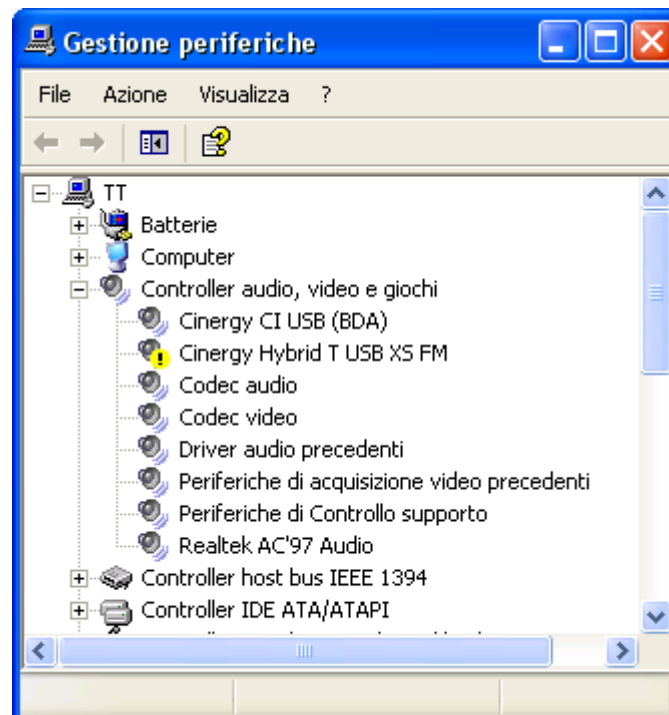 Gestione periferiche
File Azione Visualizza ?
TT
Batterie
Computer
Controller audio, video e giochi
Cinergy CI USB (BDA)
Cinergy Hybrid T USB XS FM
Codec audio
Codec video
Driver audio precedenti
Periferiche di acquisizione video precedenti
Periferiche di Controllo supporto
Realtek AC'97 Audio
Controller host bus IEEE 1394
Controller IDE ATA/ATAPI